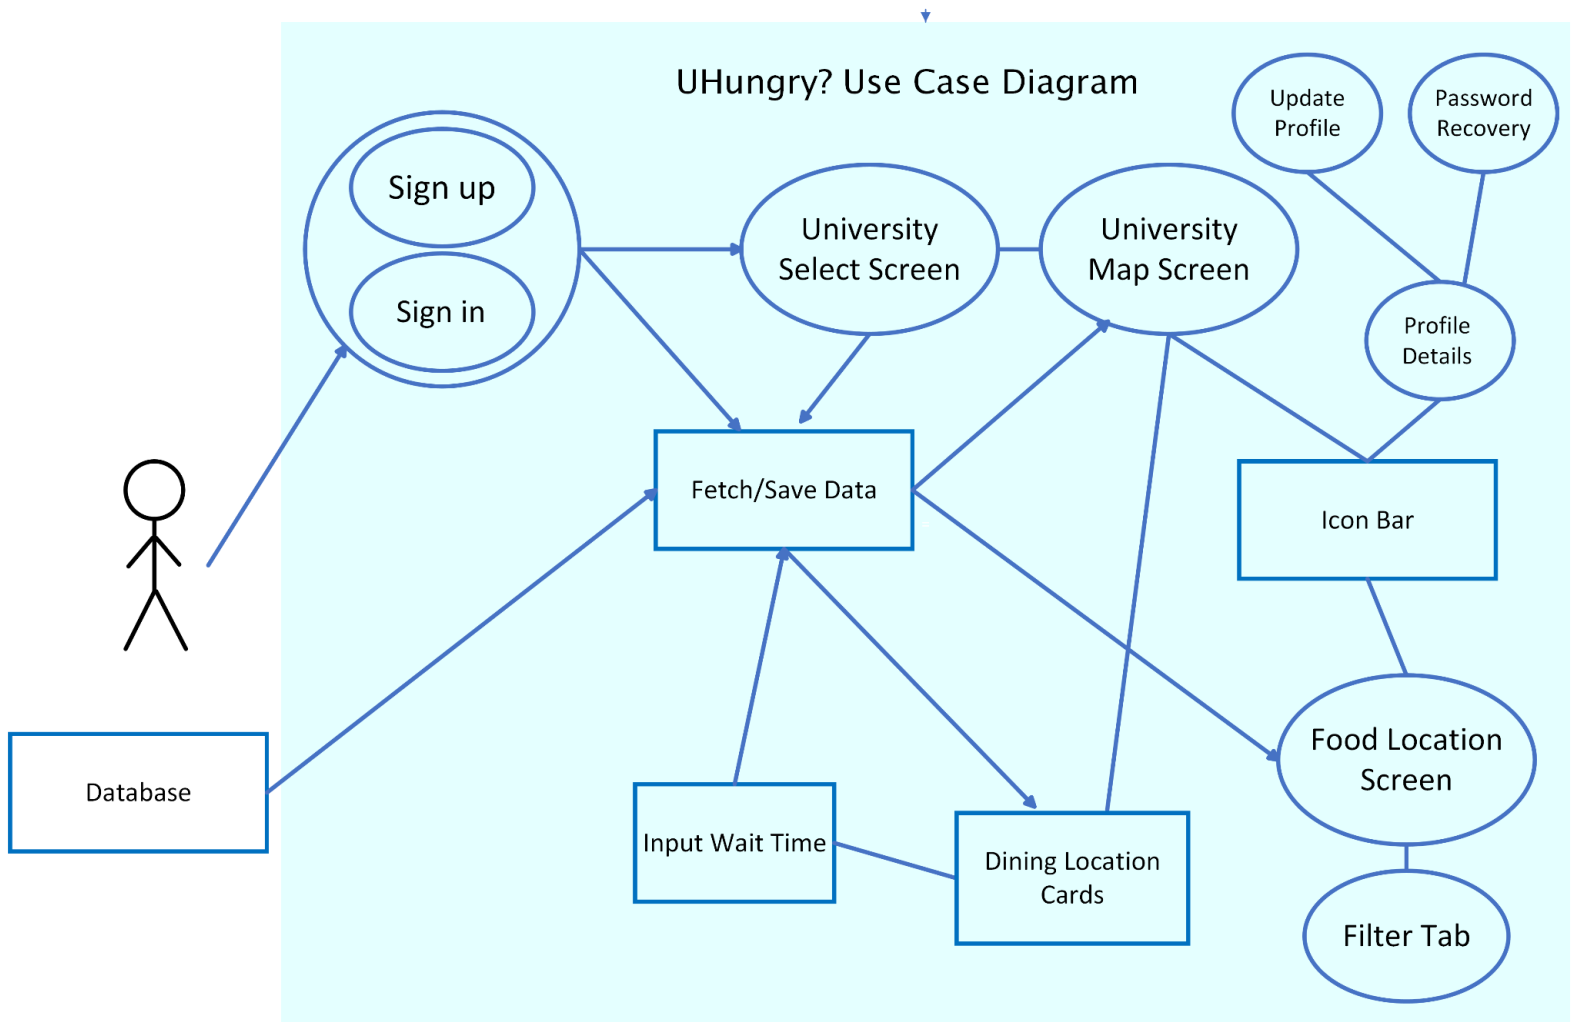 UHungry? Use Case Diagram
Update
Profile
Password
Recovery
Sign up
Sign in
University
Select Screen
University
Map Screen
Profile
Details
Fetch/Save Data
Icon Bar
Database
Input Wait Time
Dining Location
Cards
Food Location
Screen
Filter Tab